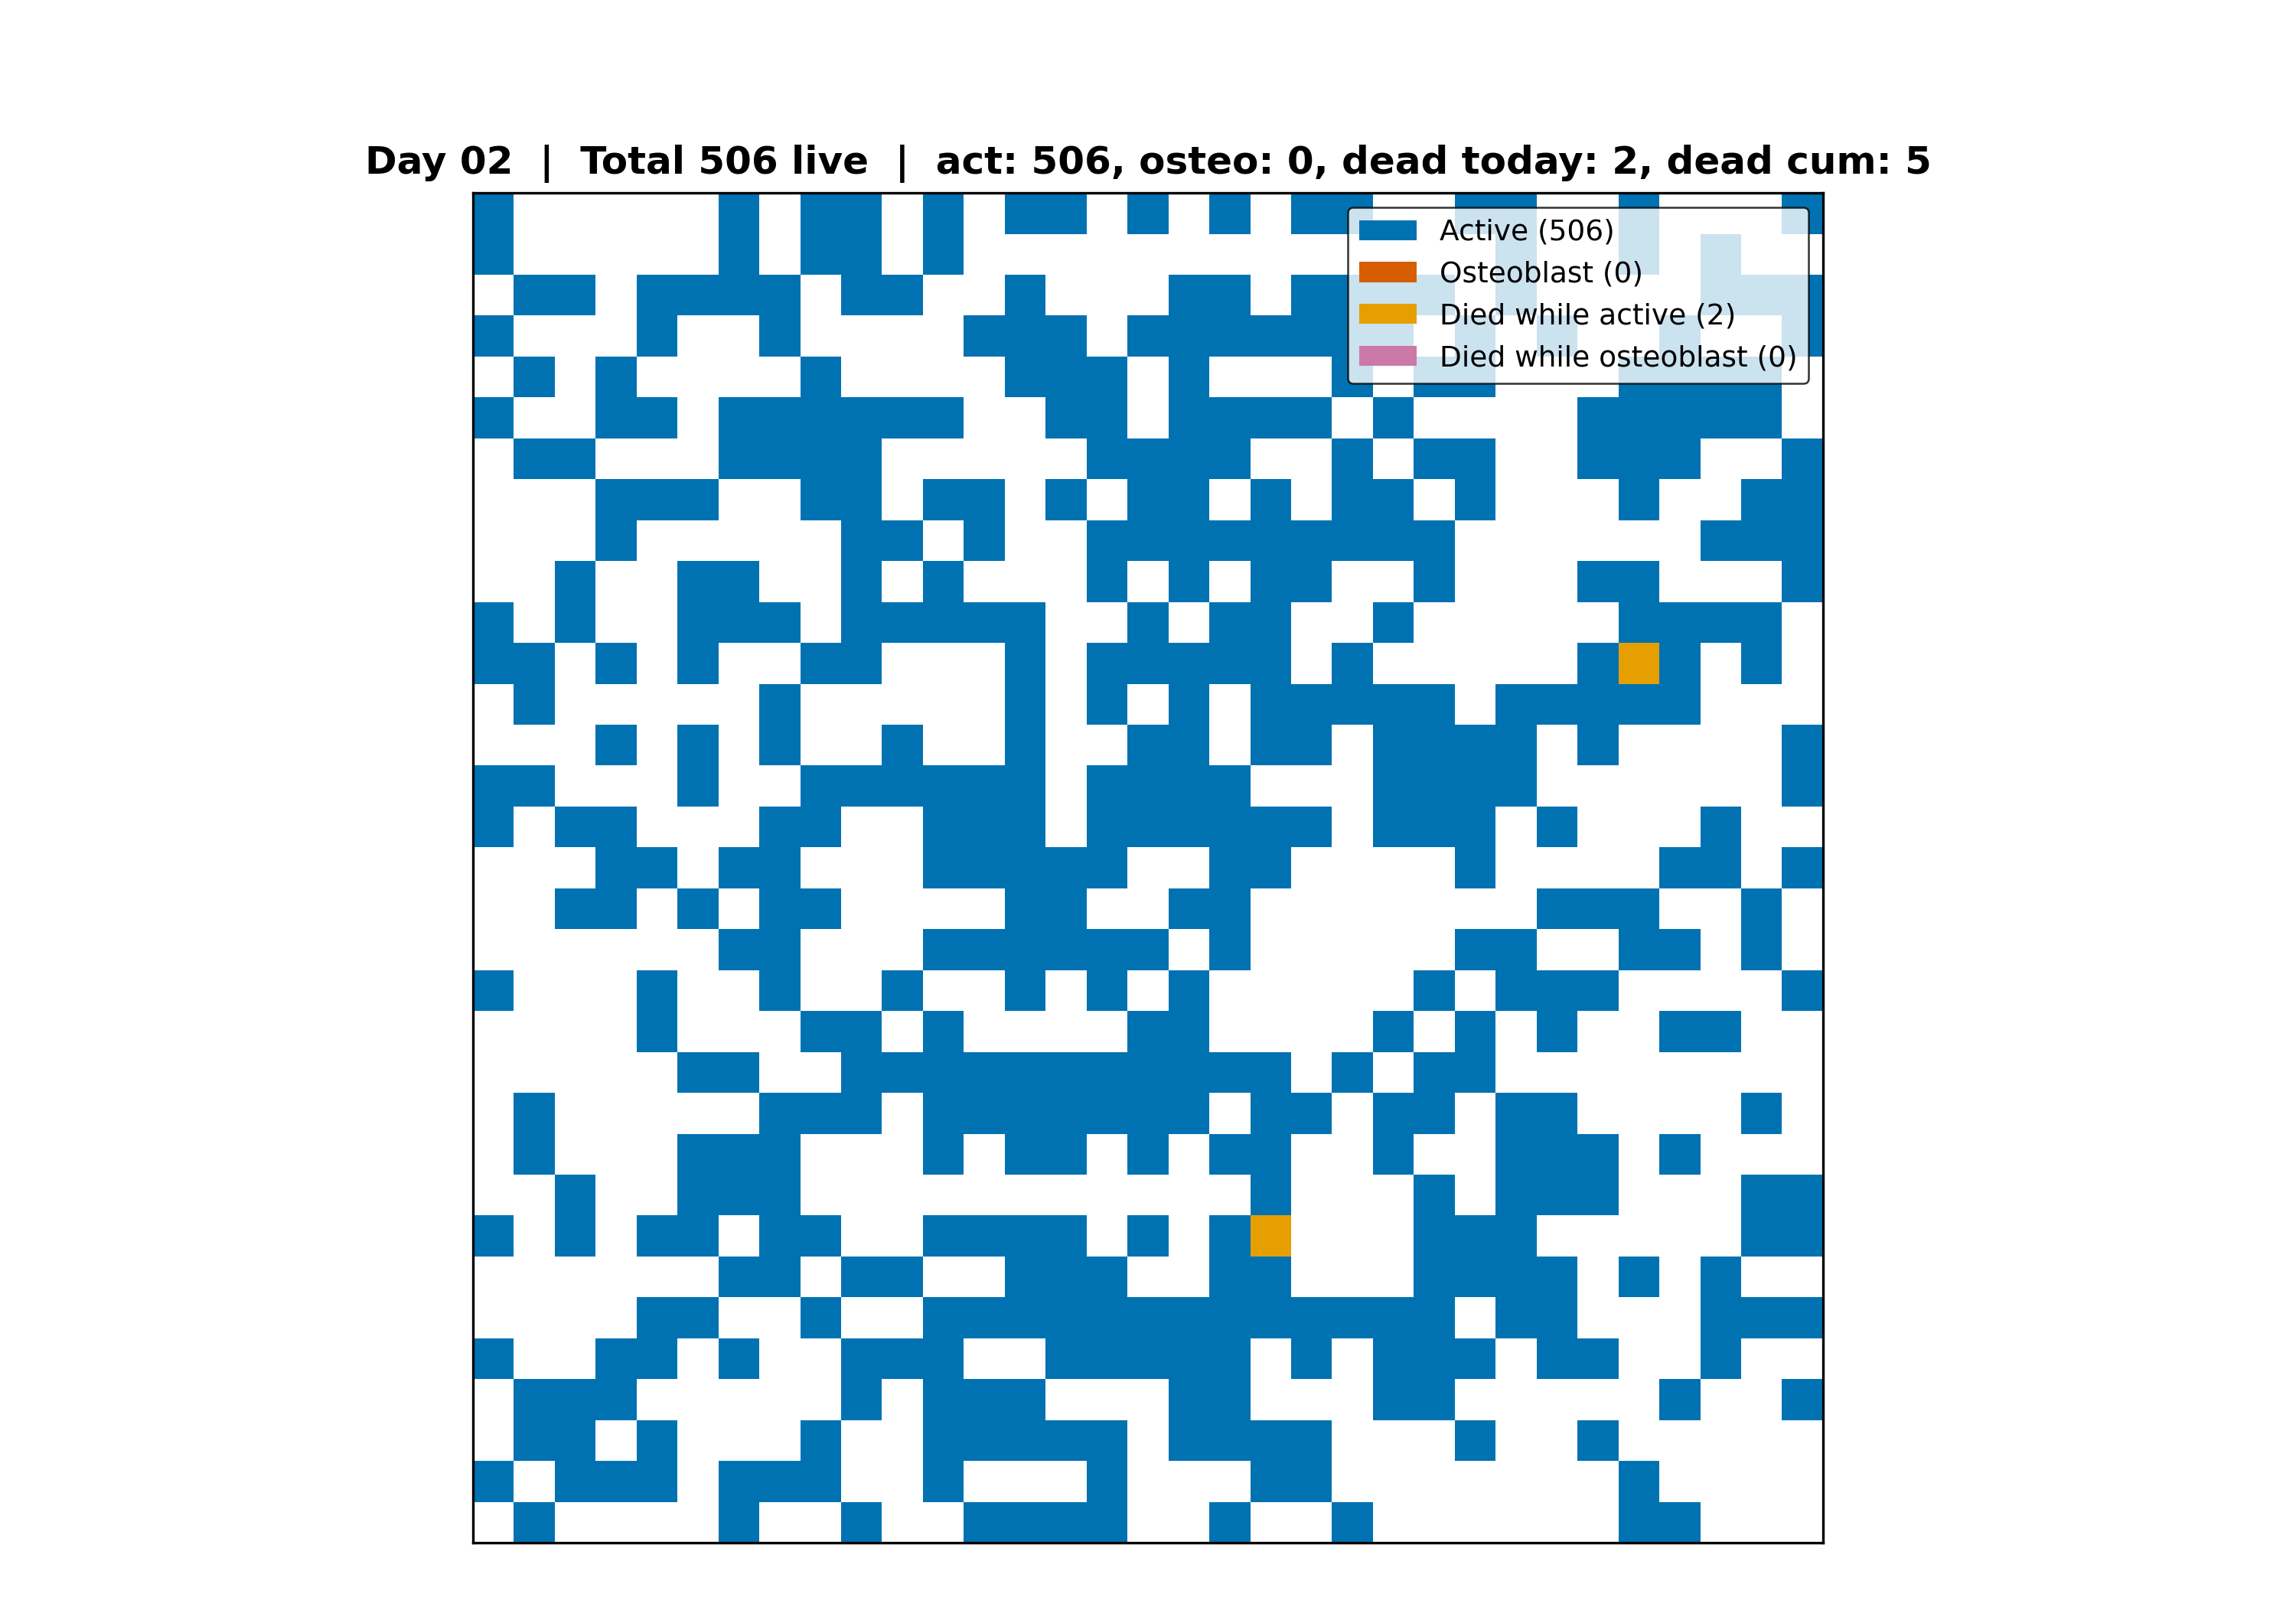 Day 02 | Total 506 live | act: 506, osteo: 0, dead today: 2, dead cum: 5
Active (506)
Osteoblast (0)
Died while active (2)
Died while osteoblast (0)